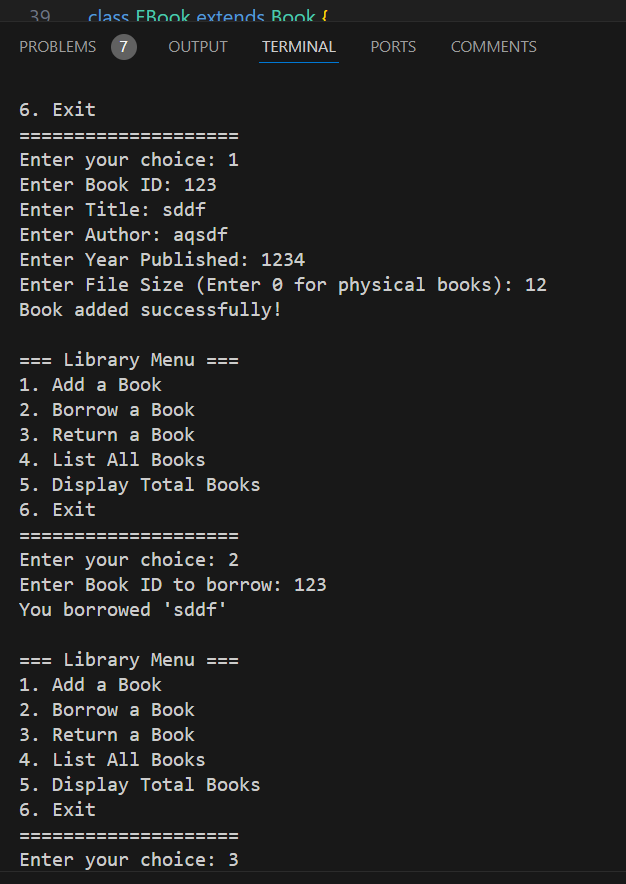 39 class EBook extends Book {
PROBLEMS 7 OUTPUT TERMINAL PORTS COMMENTS
6. Exit
====================
Enter your choice: 1
Enter Book ID: 123
Enter Title: sddf
Enter Author: aqsdf
Enter Year Published: 1234
Enter File Size (Enter 0 for physical books): 12
Book added successfully!
=== Library Menu ===
1. Add a Book
2. Borrow a Book
3. Return a Book
4. List All Books
5. Display Total Books
6. Exit
====================
Enter your choice: 2
Enter Book ID to borrow: 123
You borrowed 'sddf'
=== Library Menu ===
1. Add a Book
2. Borrow a Book
3. Return a Book
4. List All Books
5. Display Total Books
6. Exit
====================
Enter your choice: 3